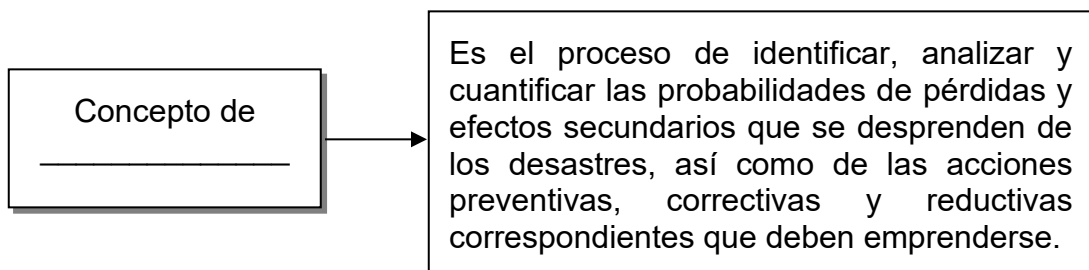 Concepto de
_______________
Es el proceso de identificar, analizar y
cuantificar las probabilidades de pérdidas y
efectos secundarios que se desprenden de
los desastres, así como de las acciones
preventivas, correctivas y reductivas
correspondientes que deben emprenderse.